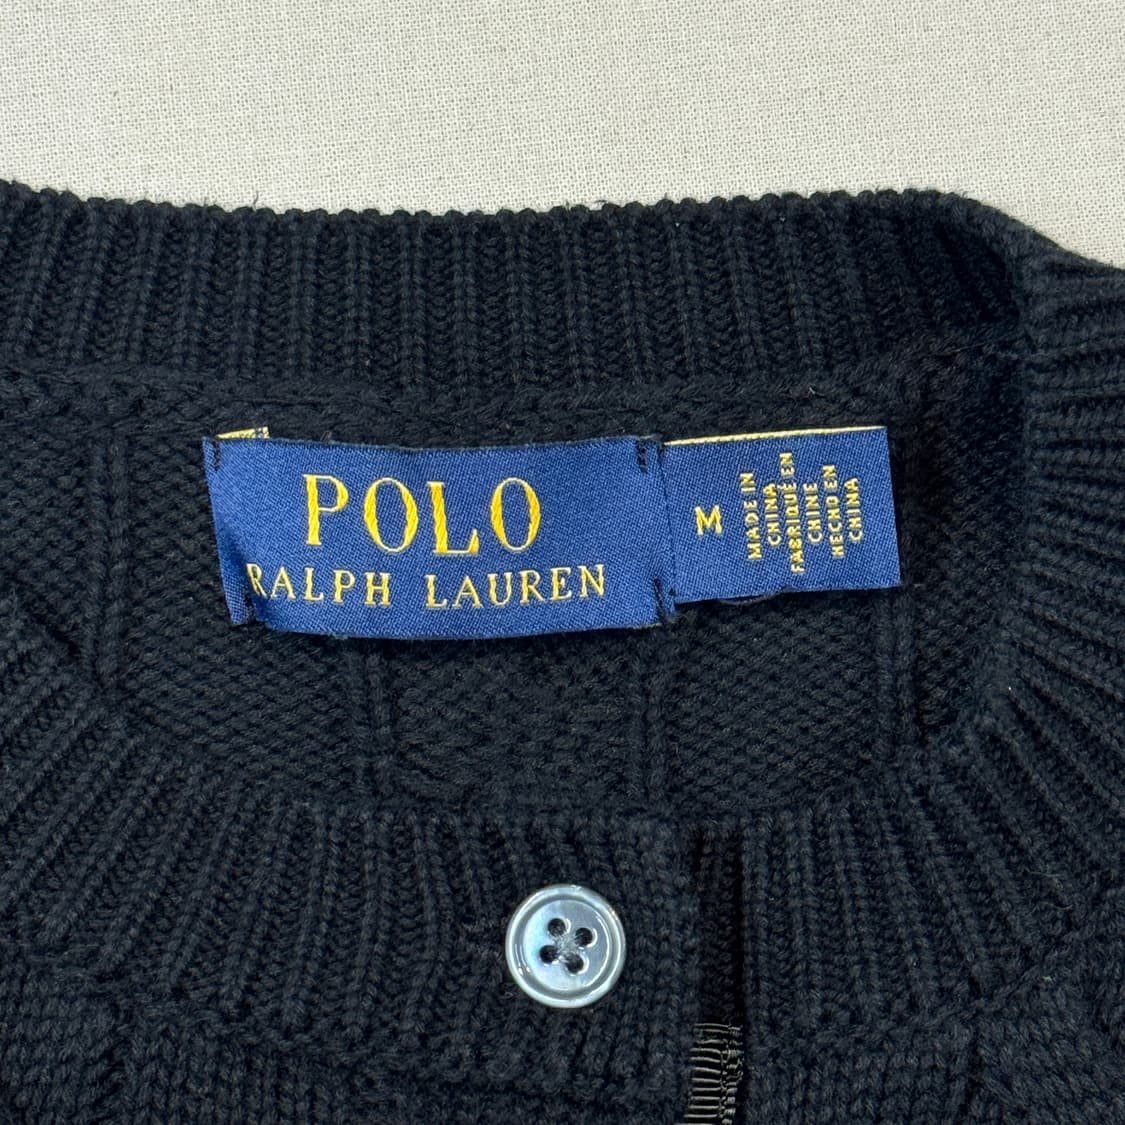 POLO
RALPH LAUREN
M
MADE IN
CHINA
FABRIQUÉ EN
CHINE
HECHO EN
CHINA